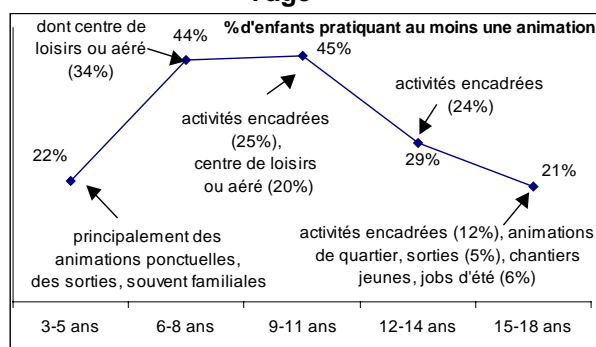 % d'enfants pratiquant au moins une animation
dont centre de
loisirs ou aéré
(34%)
44%
45%
activités encadrées
(24%)
activités encadrées
(25%),
centre de loisirs
ou aéré (20%)
22%
29%
21%
principalement des
animations ponctuelles,
des sorties, souvent familiales
activités encadrées (12%), animations
de quartier, sorties (5%), chantiers
jeunes, jobs d'été (6%)
3-5 ans
6-8 ans
9-11 ans
12-14 ans
15-18 ans